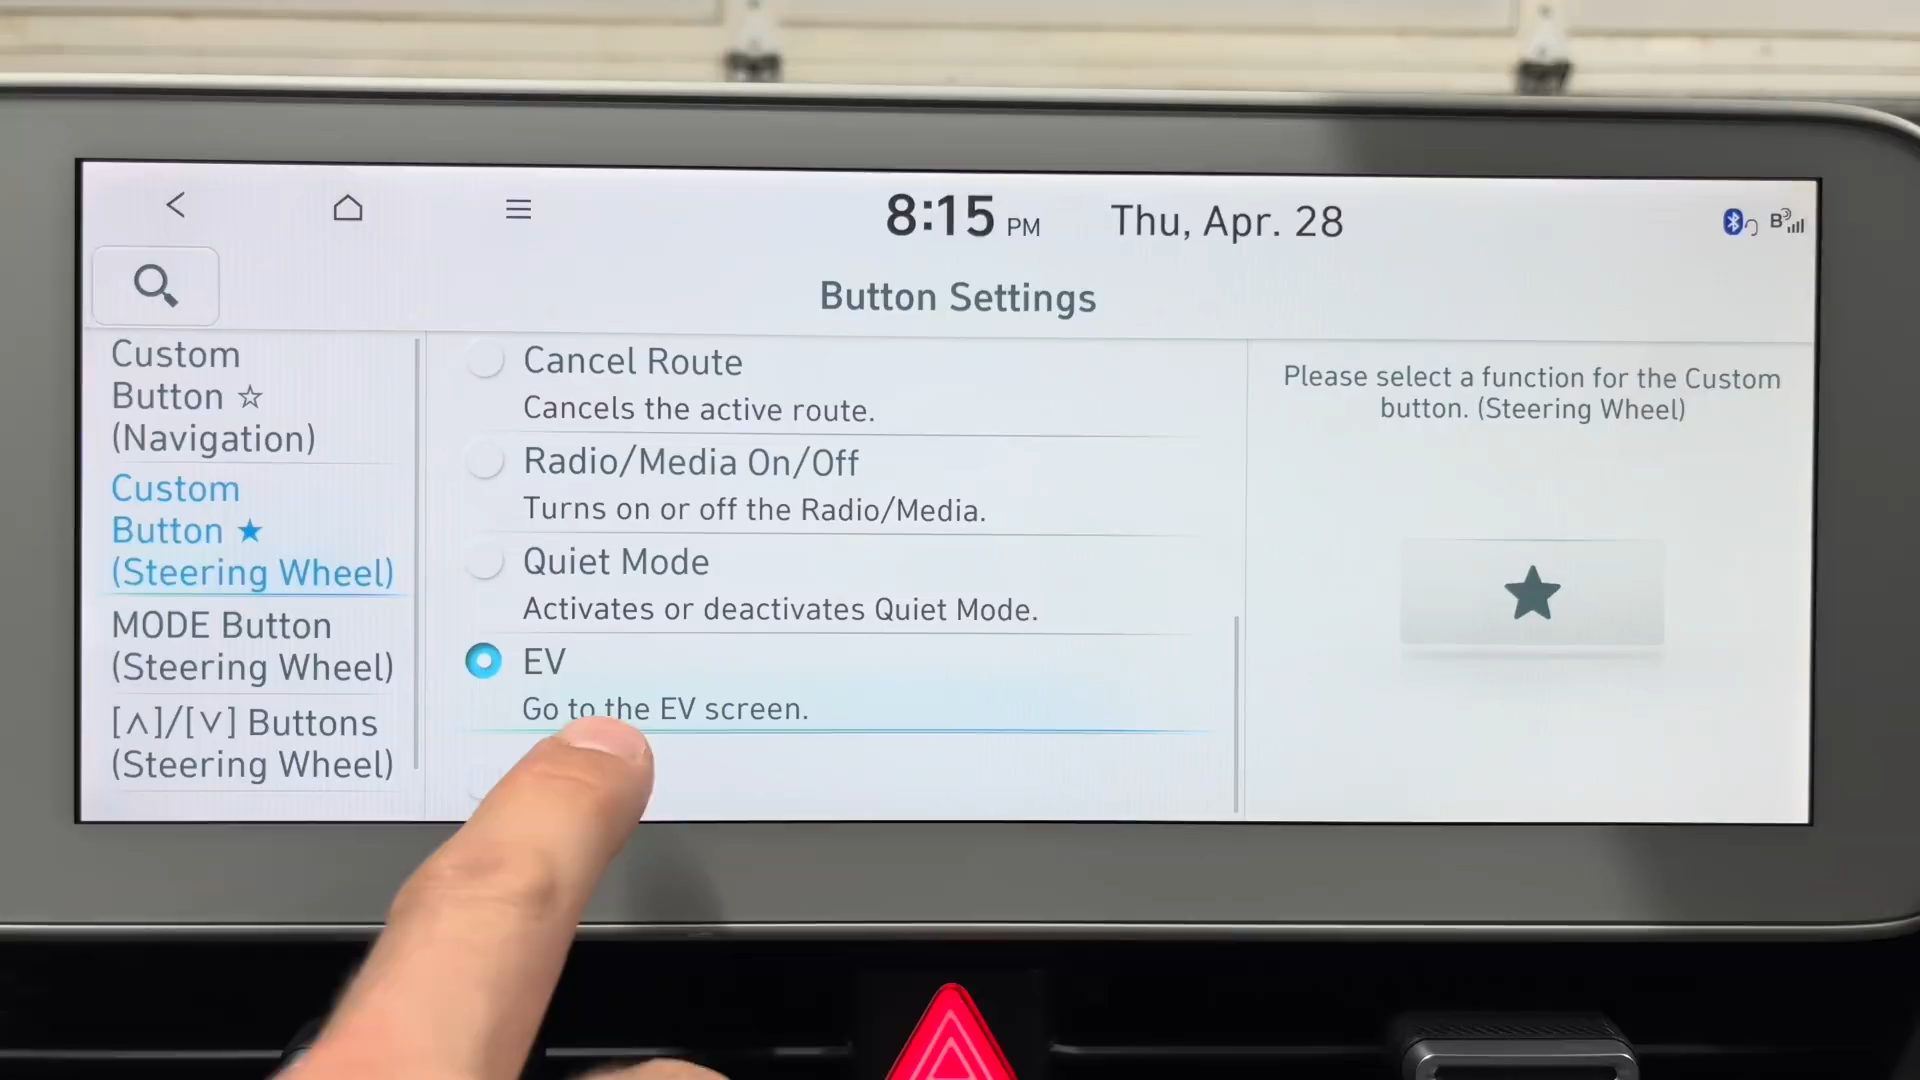 8:15 PM Thu, Apr. 28
B
Button Settings
Custom
Button ☆
(Navigation)
Custom
Button ★
(Steering Wheel)
MODE Button
(Steering Wheel)
[∧]/[∨] Buttons
(Steering Wheel)
Cancel Route
Cancels the active route.
Radio/Media On/Off
Turns on or off the Radio/Media.
Quiet Mode
Activates or deactivates Quiet Mode.
EV
Go to the EV screen.
Please select a function for the Custom
button. (Steering Wheel)